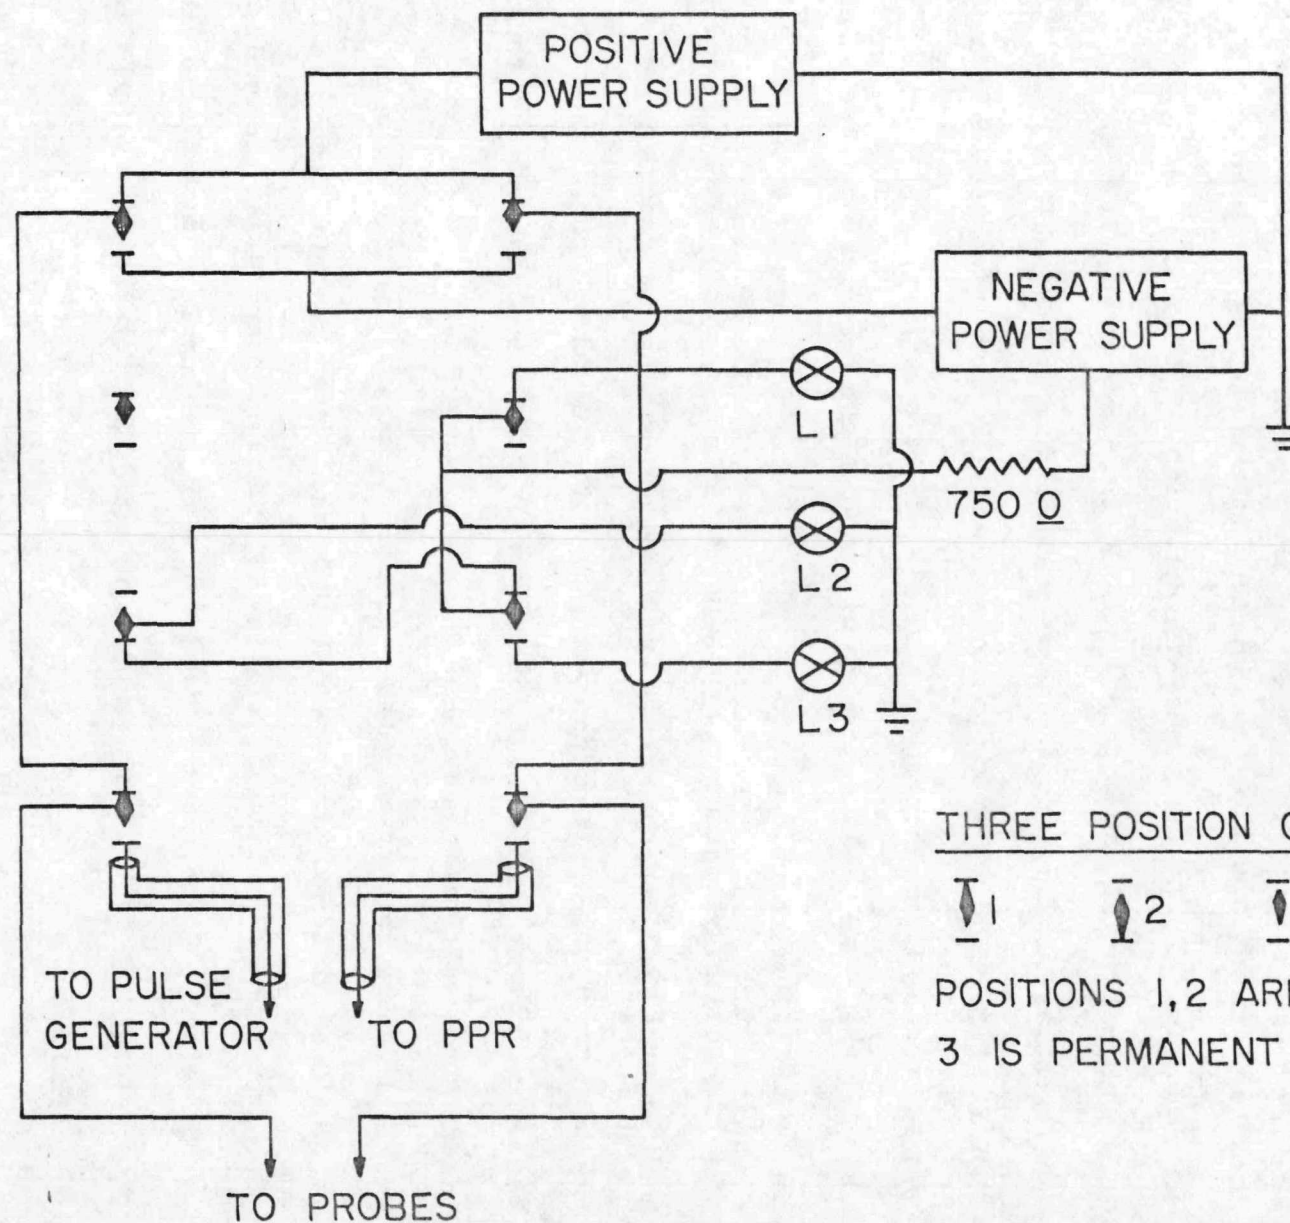 POSITIVE
POWER SUPPLY
NEGATIVE
POWER SUPPLY
L1
750 O
L2
L3
THREE POSITION
1
2
TO PULSE
GENERATOR
TO PPR
POSITIONS 1,2
3 IS PERMANENT
TO PROBES